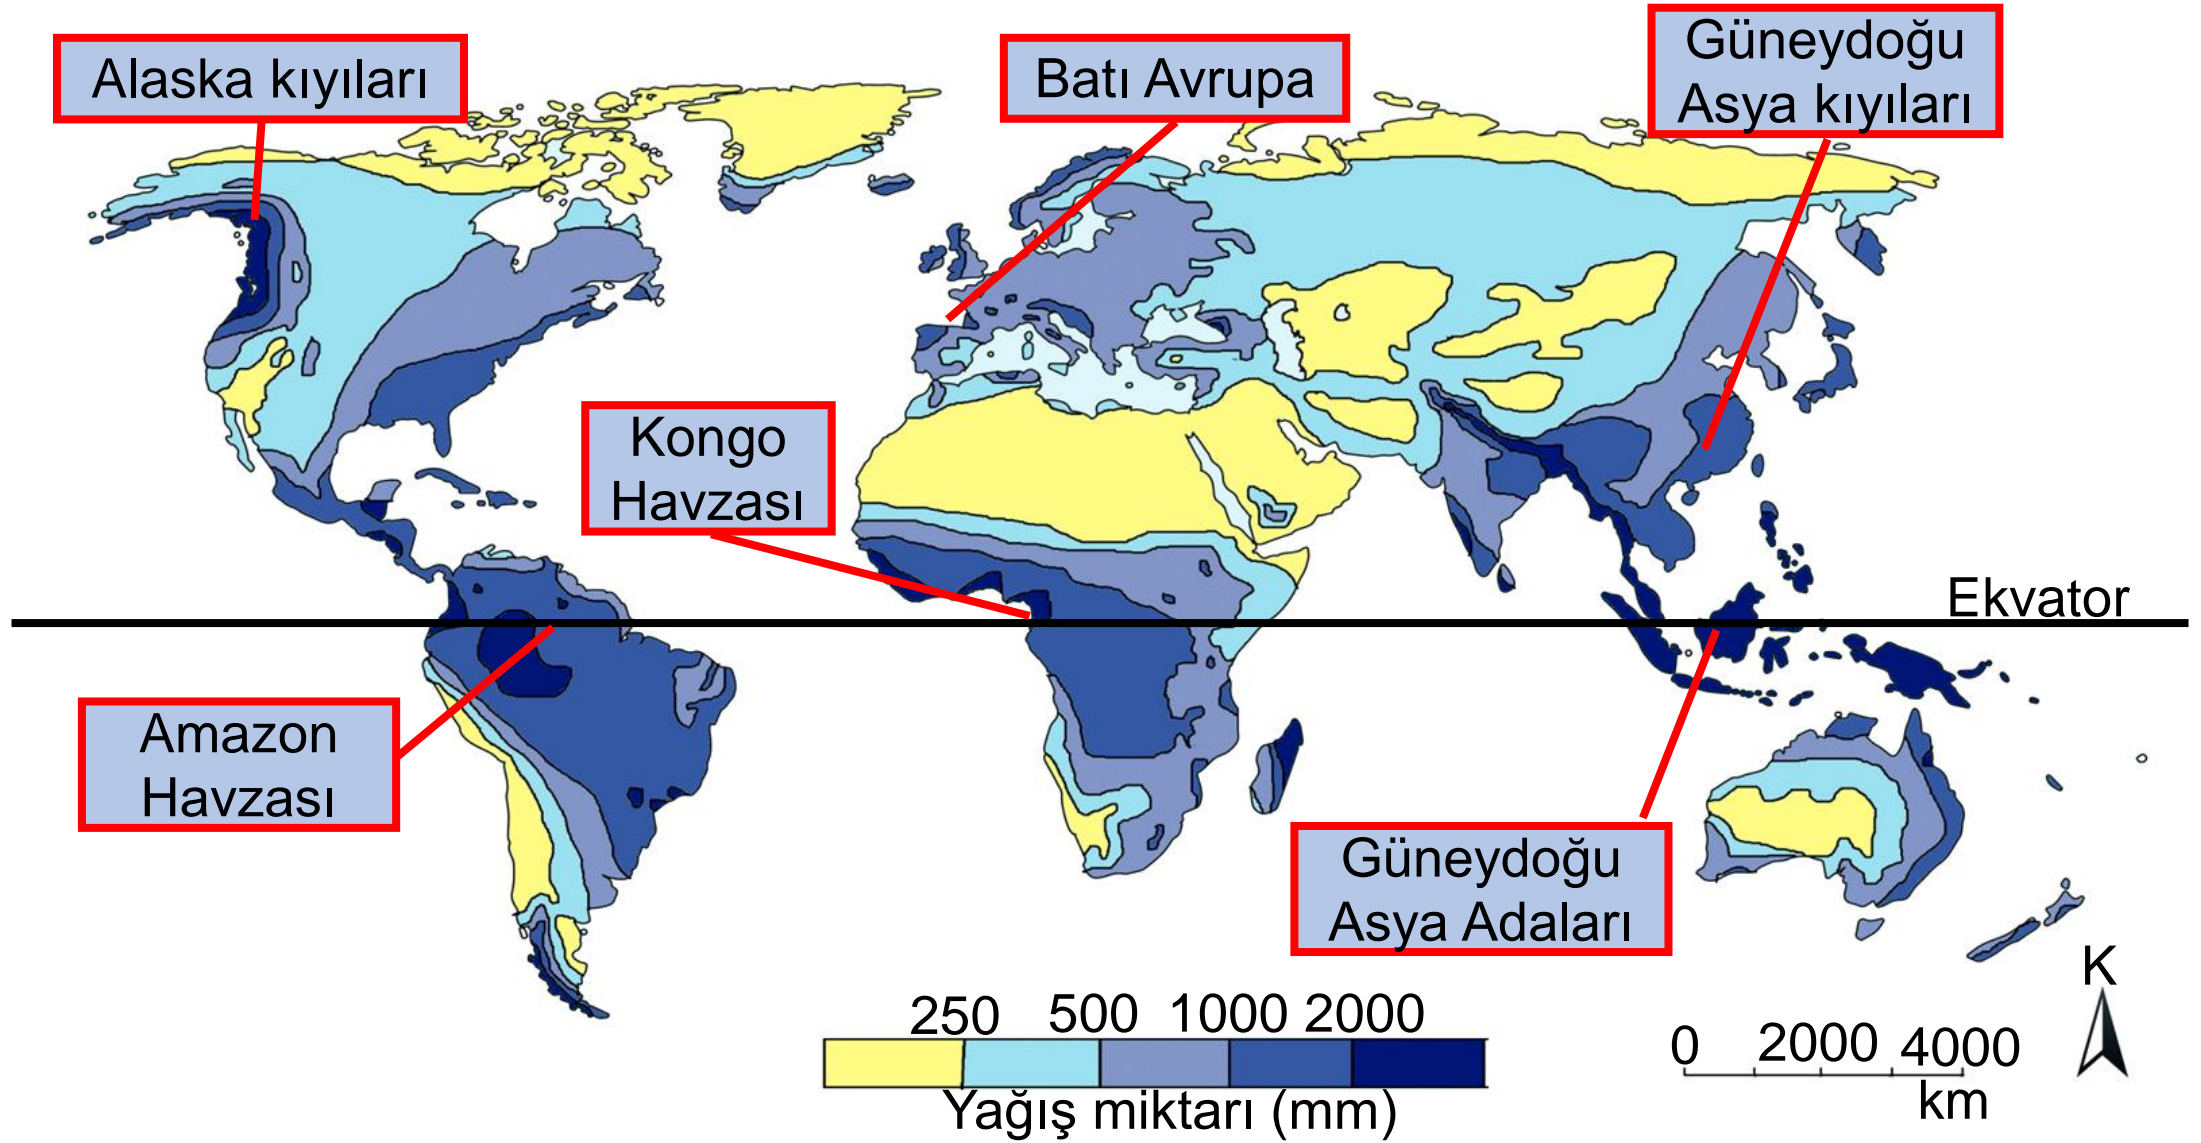 Alaska kıyıları
Batı Avrupa
Güneydoğu
Asya kıyıları
Kongo
Havzası
Ekvator
Amazon
Havzası
Güneydoğu
Asya Adaları
250 500 1000 2000
Yağış miktarı (mm)
K
0 2000 4000
km